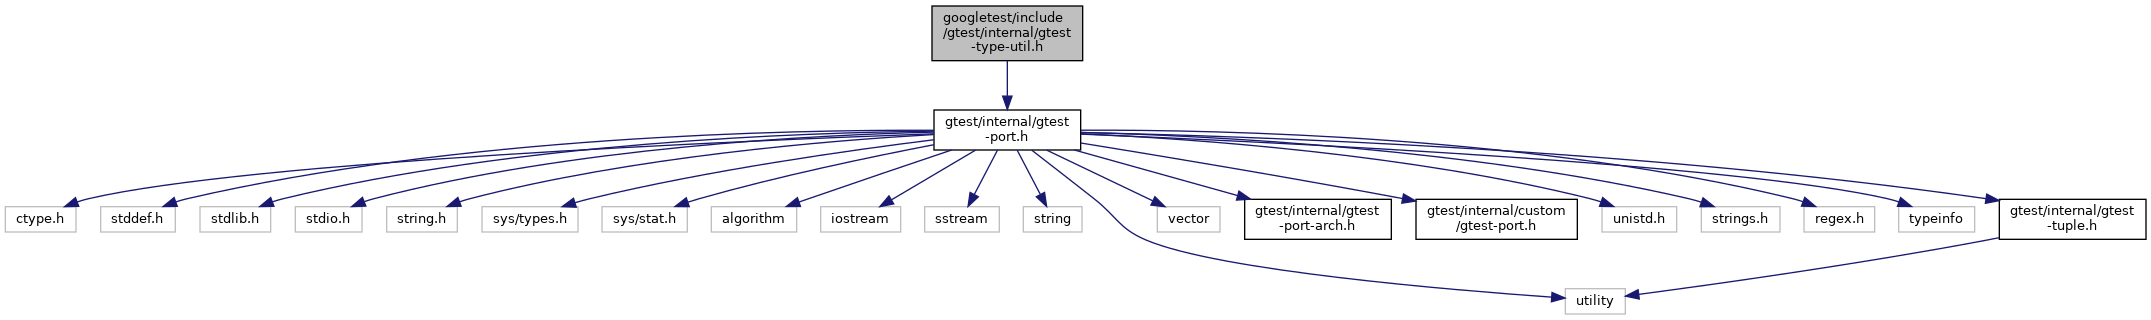 googletest/include
/gtest/internal/gtest
-type-util.h
gtest/internal/gtest
-port.h
ctype.h
stddef.h
stdlib.h
stdio.h
string.h
sys/types.h
sys/stat.h
algorithm
iostream
sstream
string
vector
gtest/internal/gtest
-port-arch.h
gtest/internal/custom
/gtest-port.h
unistd.h
strings.h
regex.h
typeinfo
gtest/internal/gtest
-tuple.h
utility